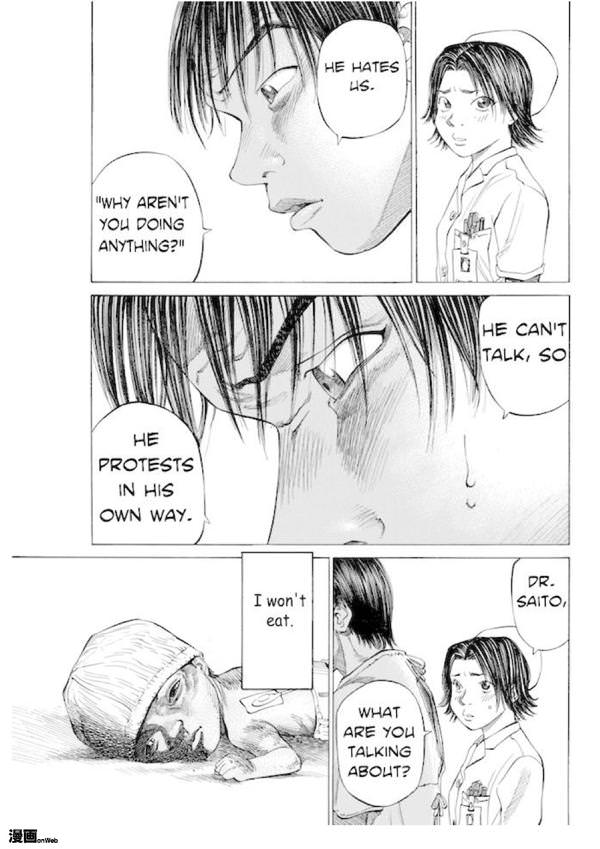 HE HATES
US.
"WHY AREN'T
YOU DOING
ANYTHING?"
HE CAN'T
TALK, SO
HE
PROTESTS
IN HIS
OWN WAY.
DR.
SAITO,
WHAT
ARE YOU
TALKING
ABOUT?
I won't
eat.
漫画onWeb